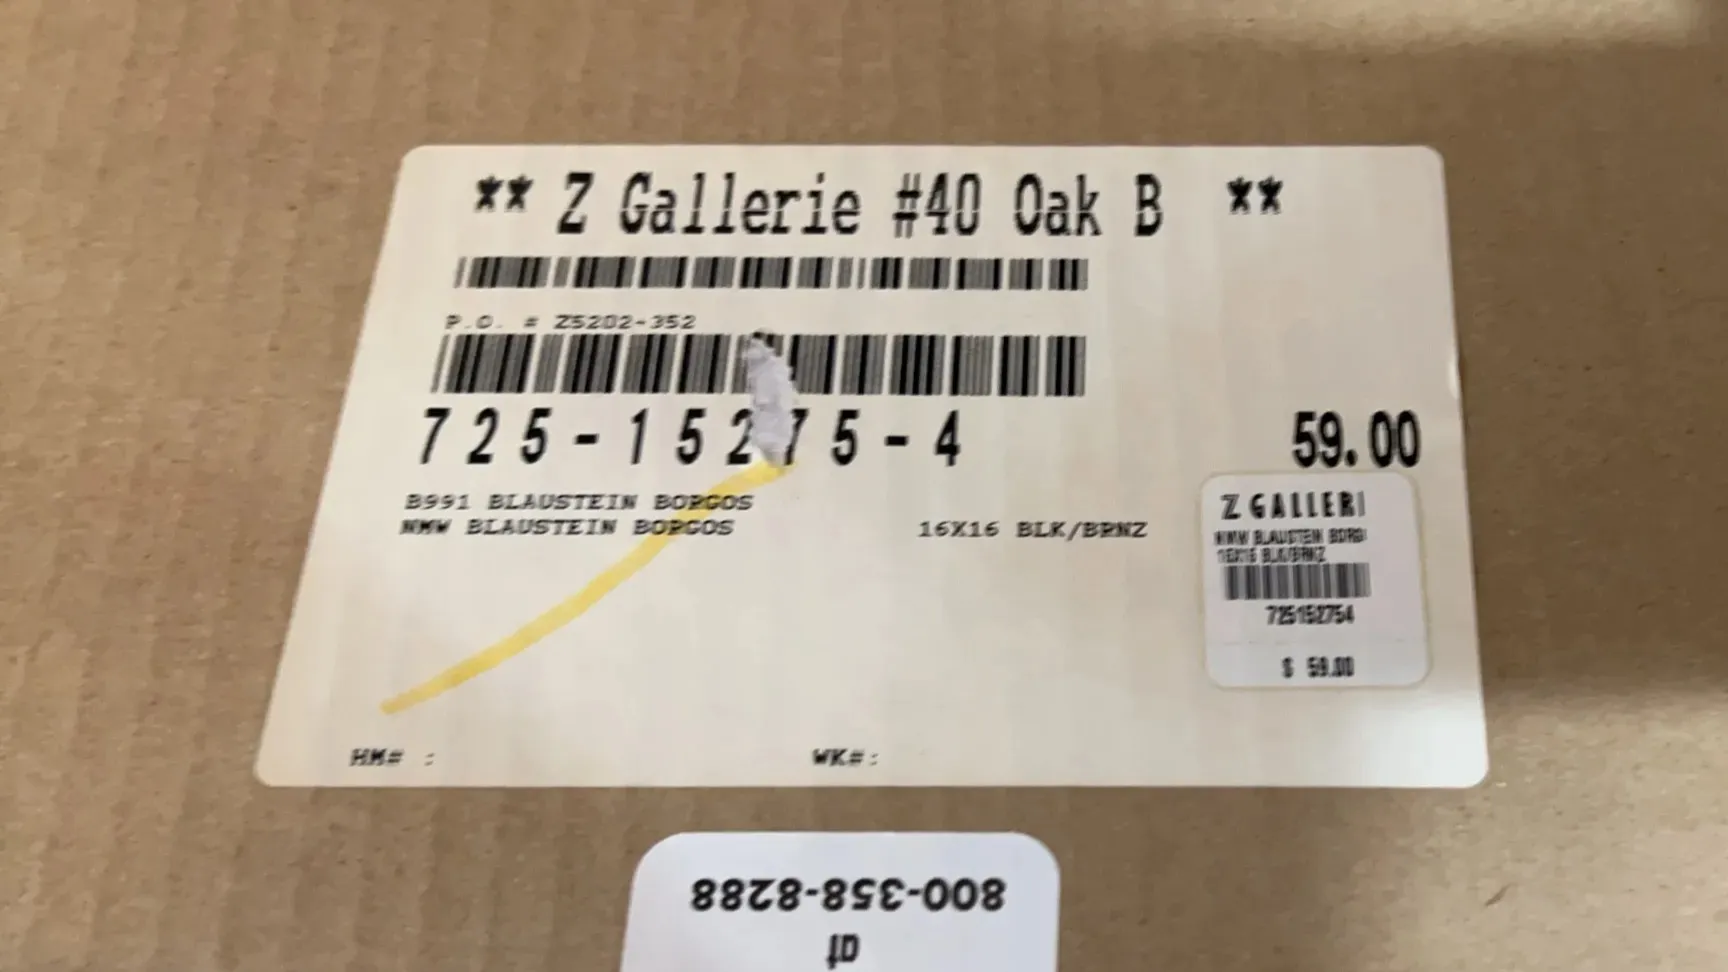 ** Z Gallerie #40 Oak B **
P.O. # Z5202-352
725-15275-4
59.00
B991 BLAUSTEIN BORGOS
NMW BLAUSTEIN BORGOS 16X16 BLK/BRNZ
Z GALLERI
NMW BLAUSTEIN BORG
16X16 BLK/BRNZ
725152754
$ 59.00
HM# :
WK#:
at
800-358-8288